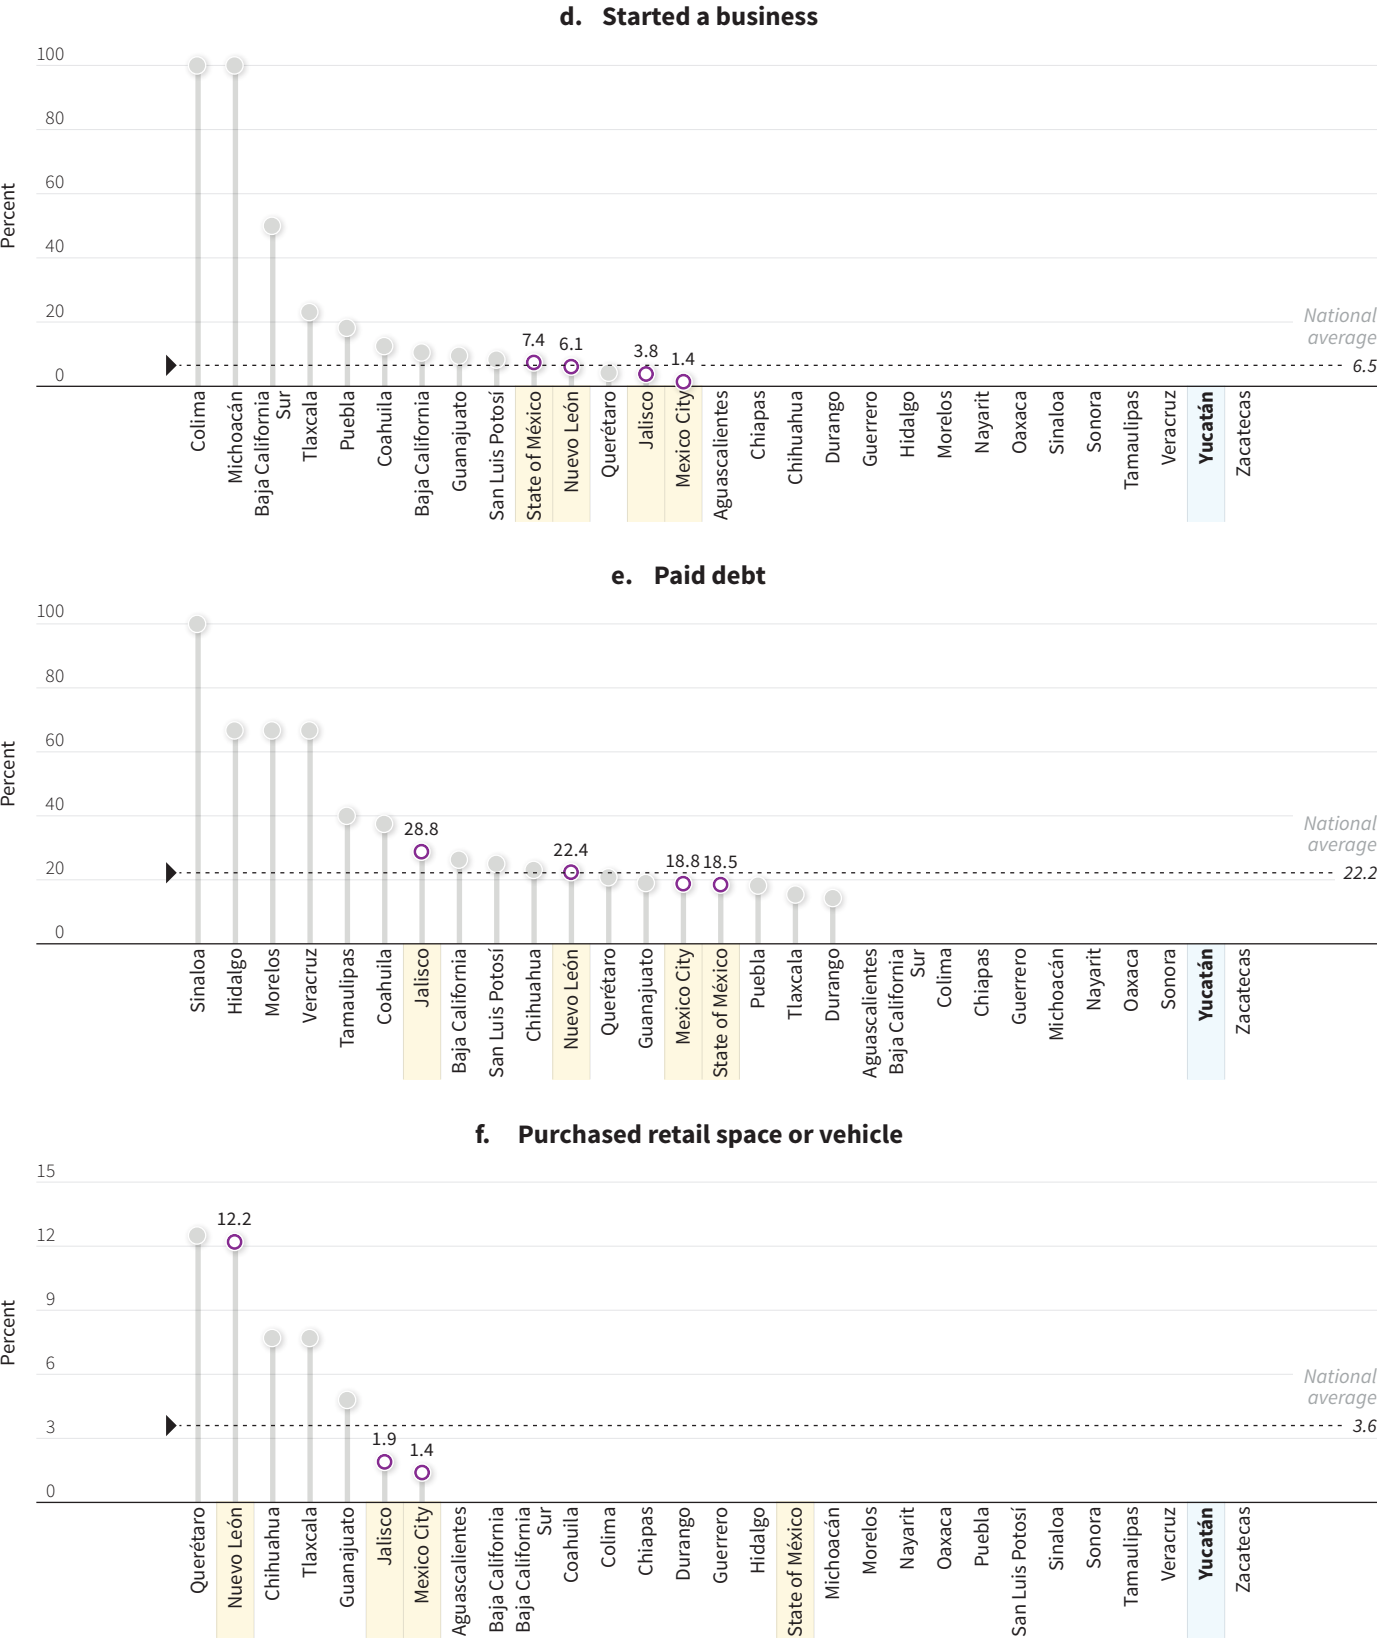 d. Started a business
Percent
100
80
60
40
20
0
7.4
6.1
3.8
1.4
National
average
6.5
Colima
Michoacán
Baja California
Sur
Tlaxcala
Puebla
Coahuila
Baja California
Guanajuato
San Luis Potosí
State of México
Nuevo León
Querétaro
Jalisco
Mexico City
Aguascalientes
Chiapas
Chihuahua
Durango
Guerrero
Hidalgo
Morelos
Nayarit
Oaxaca
Sinaloa
Sonora
Tamaulipas
Veracruz
Yucatán
Zacatecas
e. Paid debt
Percent
100
80
60
40
20
0
28.8
22.4
18.8
18.5
National
average
22.2
Sinaloa
Hidalgo
Morelos
Veracruz
Tamaulipas
Coahuila
Jalisco
Baja California
San Luis Potosí
Chihuahua
Nuevo León
Querétaro
Guanajuato
Mexico City
State of México
Puebla
Tlaxcala
Durango
Aguascalientes
Baja California
Sur
Colima
Chiapas
Guerrero
Michoacán
Nayarit
Oaxaca
Sonora
Yucatán
Zacatecas
f. Purchased retail space or vehicle
Percent
15
12
9
6
3
0
12.2
1.9
1.4
National
average
3.6
Querétaro
Nuevo León
Chihuahua
Tlaxcala
Guanajuato
Jalisco
Mexico City
Aguascalientes
Baja California
Baja California
Sur
Coahulla
Colima
Chiapas
Durango
Guerrero
Hidalgo
State of México
Michoacán
Morelos
Nayarit
Oaxaca
Puebla
San Luis Potosí
Sinaloa
Sonora
Tamaulipas
Veracruz
Yucatán
Zacatecas